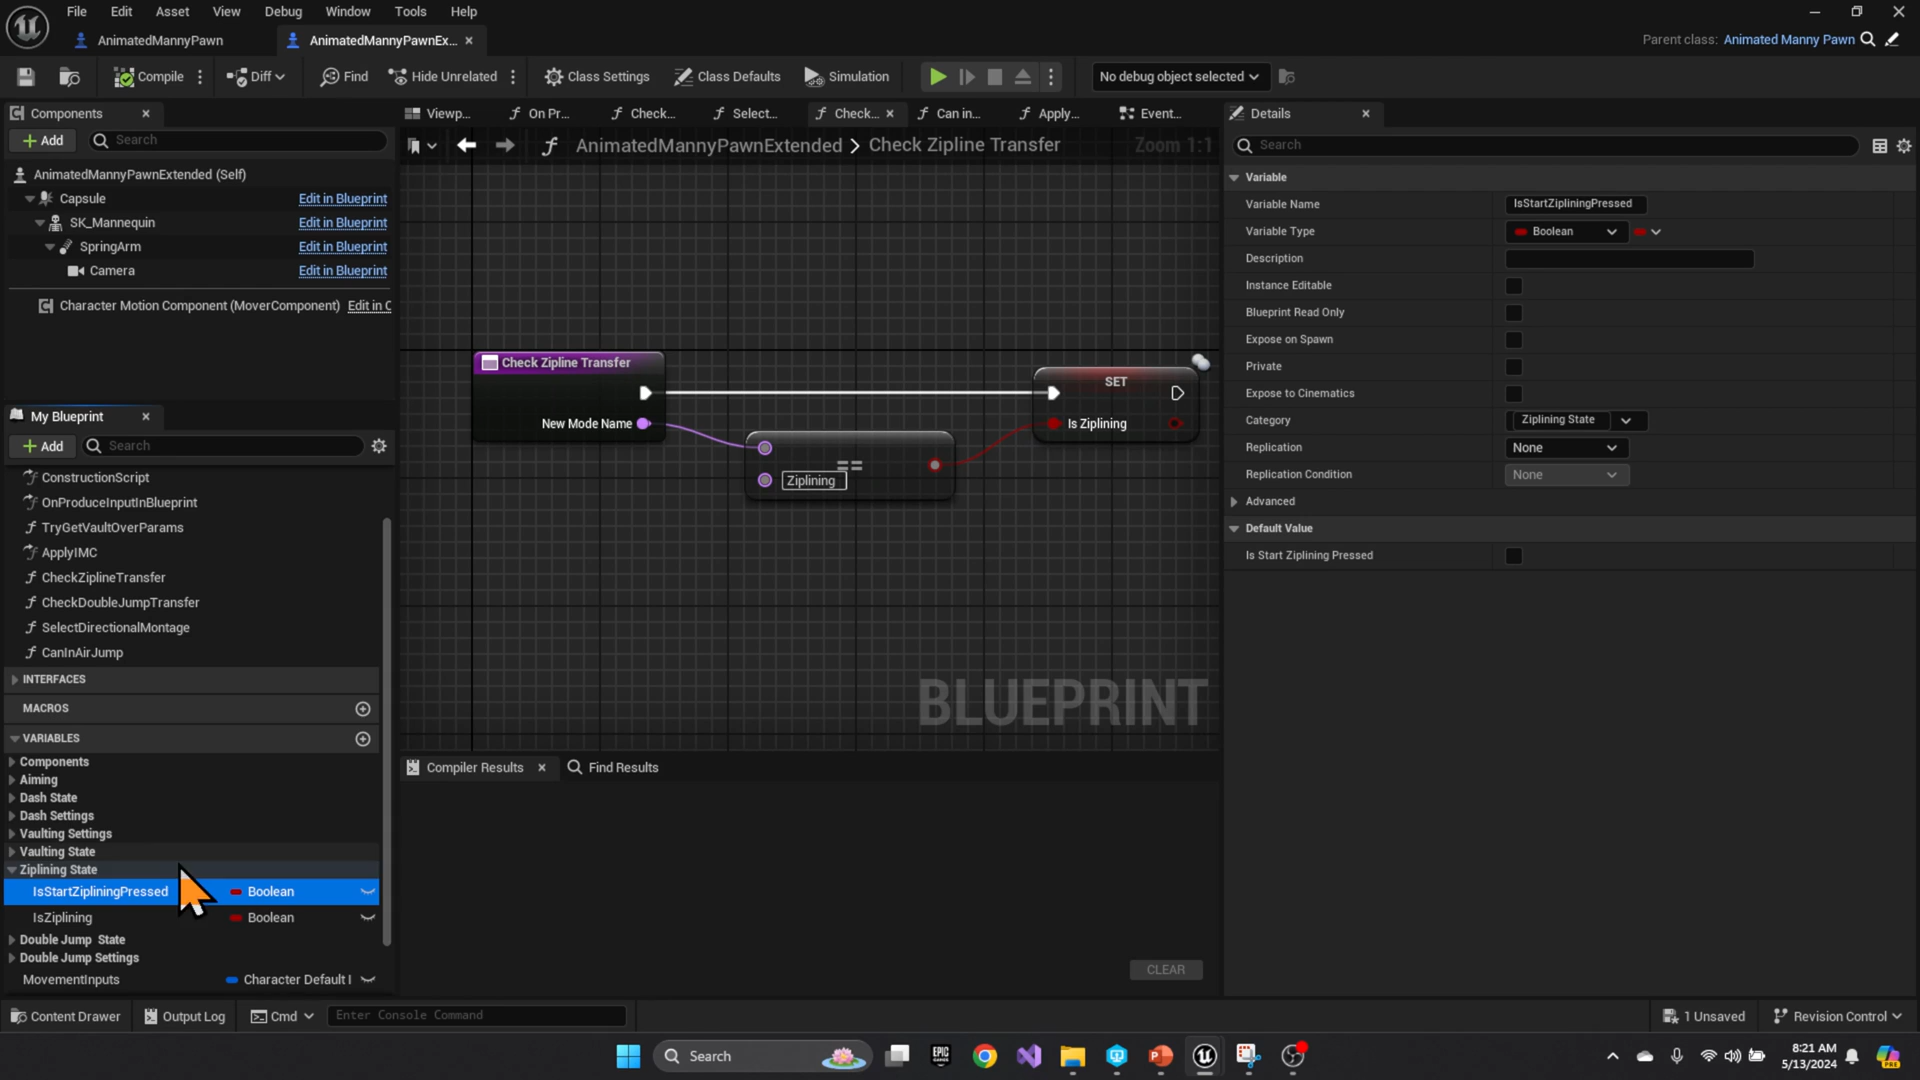 File Edit Asset View Debug Window Tools Help
AnimatedMannyPawn AnimatedMannyPawnEx...
Parent class: Animated Manny Pawn
Compile Diff Find Hide Unrelated Class Settings Class Defaults Simulation No debug object selected
Components Viewp... On Pr... Check... Select... Check... Can in... Apply... Event... Details
Add Search
AnimatedMannyPawnExtended > Check Zipline Transfer Zoom 1:1
Search
AnimatedMannyPawnExtended (Self)
Capsule Edit in Blueprint
SK_Mannequin Edit in Blueprint
SpringArm Edit in Blueprint
Camera Edit in Blueprint
Character Motion Component (MoverComponent) Edit in C
Variable
Variable Name IsStartZipliningPressed
Variable Type Boolean
Description
Instance Editable
Blueprint Read Only
Expose on Spawn
Private
Expose to Cinematics
Category Ziplining State
Replication None
Replication Condition None
Advanced
Default Value
Is Start Ziplining Pressed
Check Zipline Transfer
New Mode Name
==
Ziplining
SET
Is Ziplining
BLUEPRINT
My Blueprint
Add Search
ConstructionScript
OnProduceInputInBlueprint
TryGetVaultOverParams
ApplyIMC
CheckZiplineTransfer
CheckDoubleJumpTransfer
SelectDirectionalMontage
CanInAirJump
INTERFACES
MACROS
VARIABLES
Components
Aiming
Dash State
Dash Settings
Vaulting Settings
Vaulting State
Ziplining State
IsStartZipliningPressed Boolean
IsZiplining Boolean
Double Jump State
Double Jump Settings
MovementInputs Character Default I
Compiler Results Find Results
CLEAR
Content Drawer Output Log Cmd Enter Console Command 1 Unsaved Revision Control
Search
EPIC GAMES
8:21 AM
5/13/2024
PRE